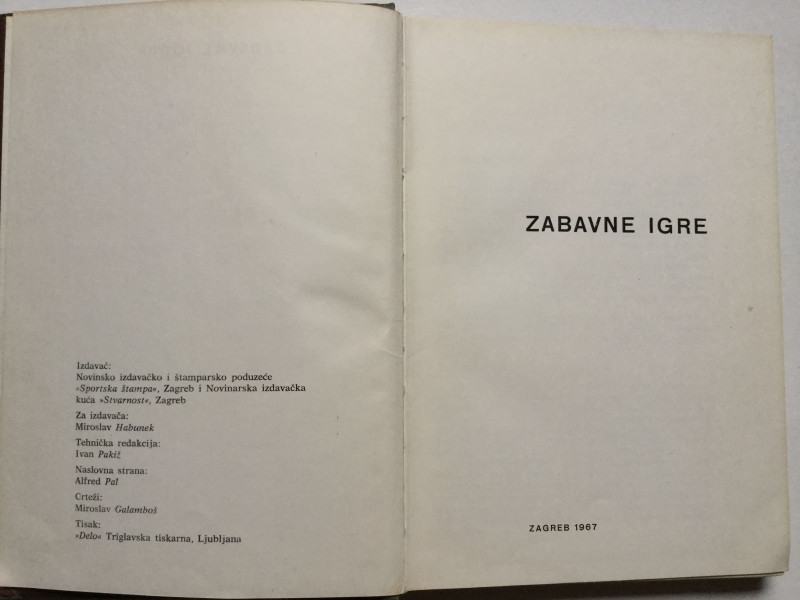 Izdavač:
Novinsko izdavačko i štamparsko poduzeće
»Sportska štampa«, Zagreb i Novinarska izdavačka
kuća »Stvarnost«, Zagreb
Za izdavača:
Miroslav Habunek
Tehnička redakcija:
Ivan Pakiž
Naslovna strana:
Alfred Pal
Crteži:
Miroslav Galamboš
Tisak:
»Delo« Triglavska tiskarna, Ljubljana
ZABAVNE IGRE
ZAGREB 1967